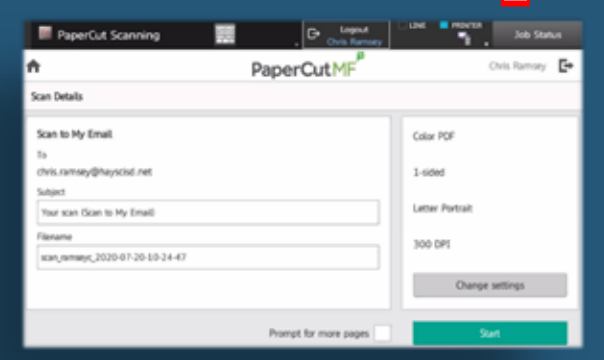 PaperCut Scanning
Logout
Chris Ramsey
LINE
PRINTER
Job Status
PaperCutMF
Chris Ramsey
Scan Details
Scan to My Email
To
chris.ramsey@hayscisd.net
Subject
Your scan (Scan to My Email)
Filename
scan_ramseyc_2020-07-20-10-24-47
Color PDF
1-sided
Letter Portrait
300 DPI
Change settings
Prompt for more pages
Start